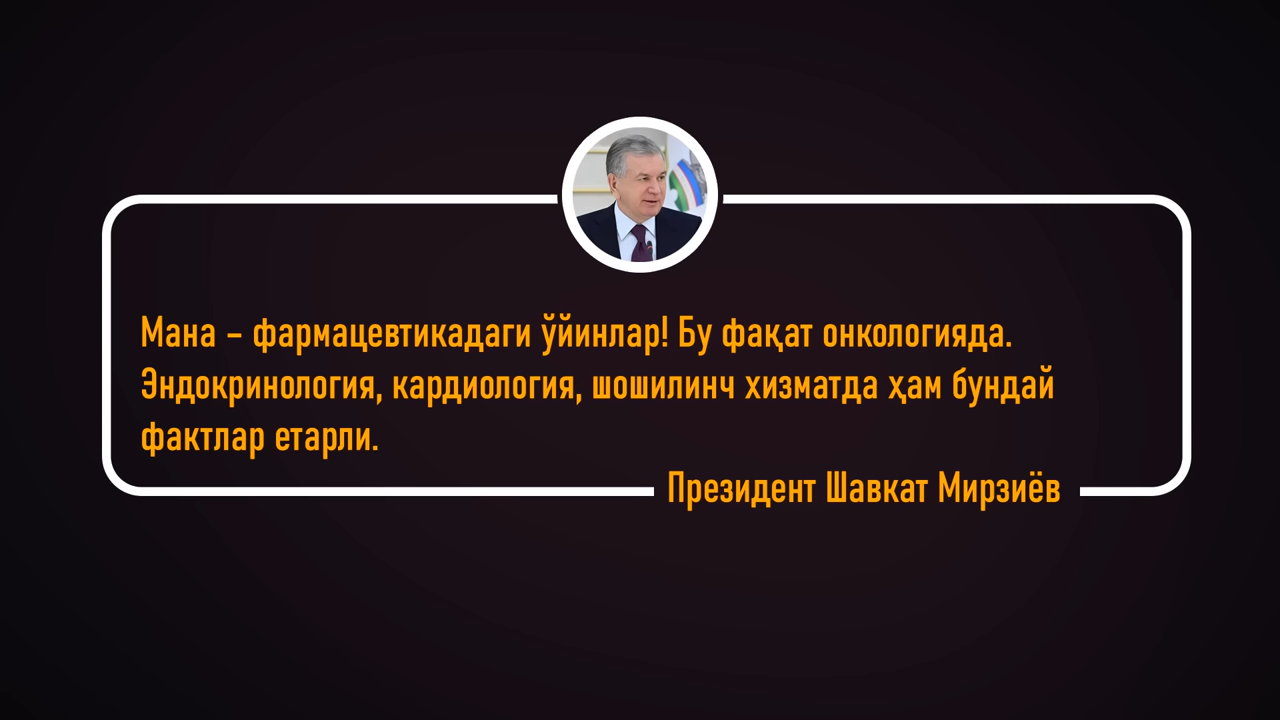 Мана – фармацевтикадаги ўйинлар! Бу фақат онкологияда.
Эндокринология, кардиология, шошилинч хизматда ҳам бундай
фактлар етарли.
Президент Шавкат Мирзиёв